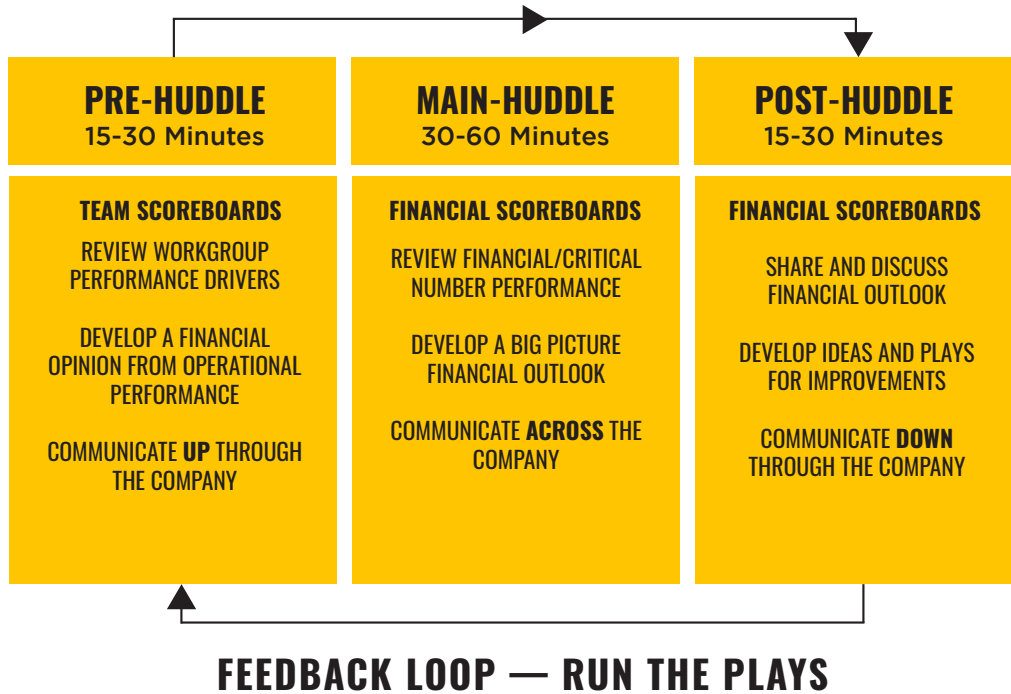 PRE-HUDDLE
15-30 Minutes
TEAM SCOREBOARDS
REVIEW WORKGROUP
PERFORMANCE DRIVERS
DEVELOP A FINANCIAL
OPINION FROM OPERATIONAL
PERFORMANCE
COMMUNICATE UP THROUGH
THE COMPANY
MAIN-HUDDLE
30-60 Minutes
FINANCIAL SCOREBOARDS
REVIEW FINANCIAL/CRITICAL
NUMBER PERFORMANCE
DEVELOP A BIG PICTURE
FINANCIAL OUTLOOK
COMMUNICATE ACROSS THE
COMPANY
POST-HUDDLE
15-30 Minutes
FINANCIAL SCOREBOARDS
SHARE AND DISCUSS
FINANCIAL OUTLOOK
DEVELOP IDEAS AND PLAYS
FOR IMPROVEMENTS
COMMUNICATE DOWN
THROUGH THE COMPANY
FEEDBACK LOOP — RUN THE PLAYS